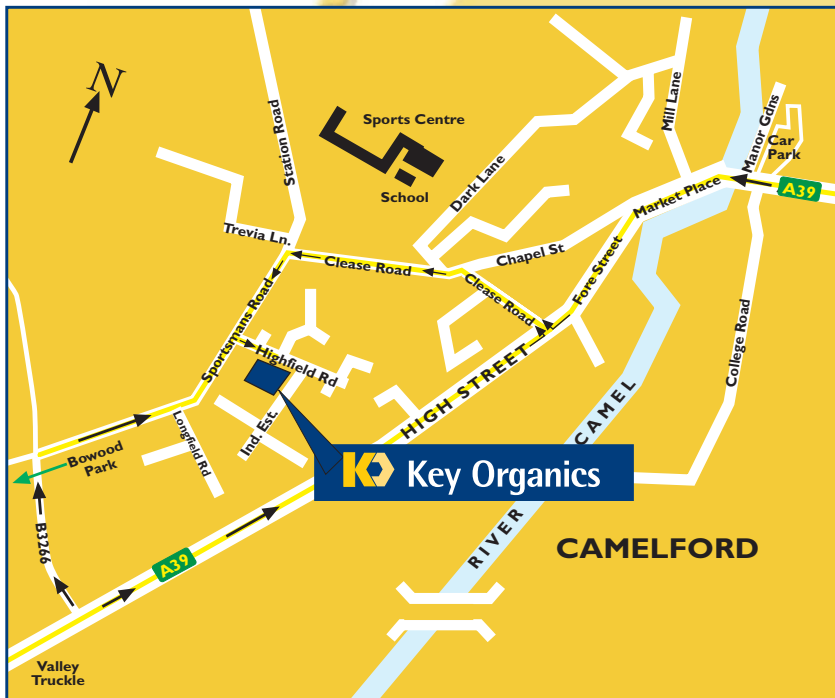 N
Station Road
Sports Centre
School
Dark Lane
Mill Lane
Manor Gdns
Car
Park
A39
Market Place
Trevia Ln.
Clease Road
Chapel St
Fore Street
Clease Road
Sportsmans Road
Highfield Rd
HIGH STREET
College Road
Longfield Rd
Ind. Est.
Bowood
Park
Key Organics
RIVER CAMEL
B3266
A39
CAMELFORD
Valley
Truckle